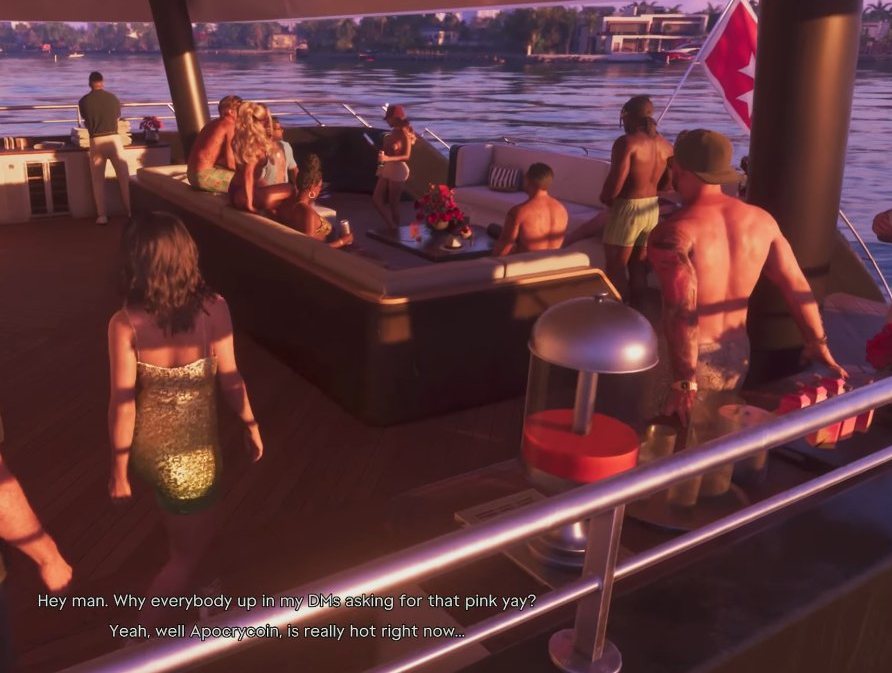 Hey man. Why everybody up in my DMs asking for that pink yay?
Yeah, well Apocrycoin, is really hot right now...